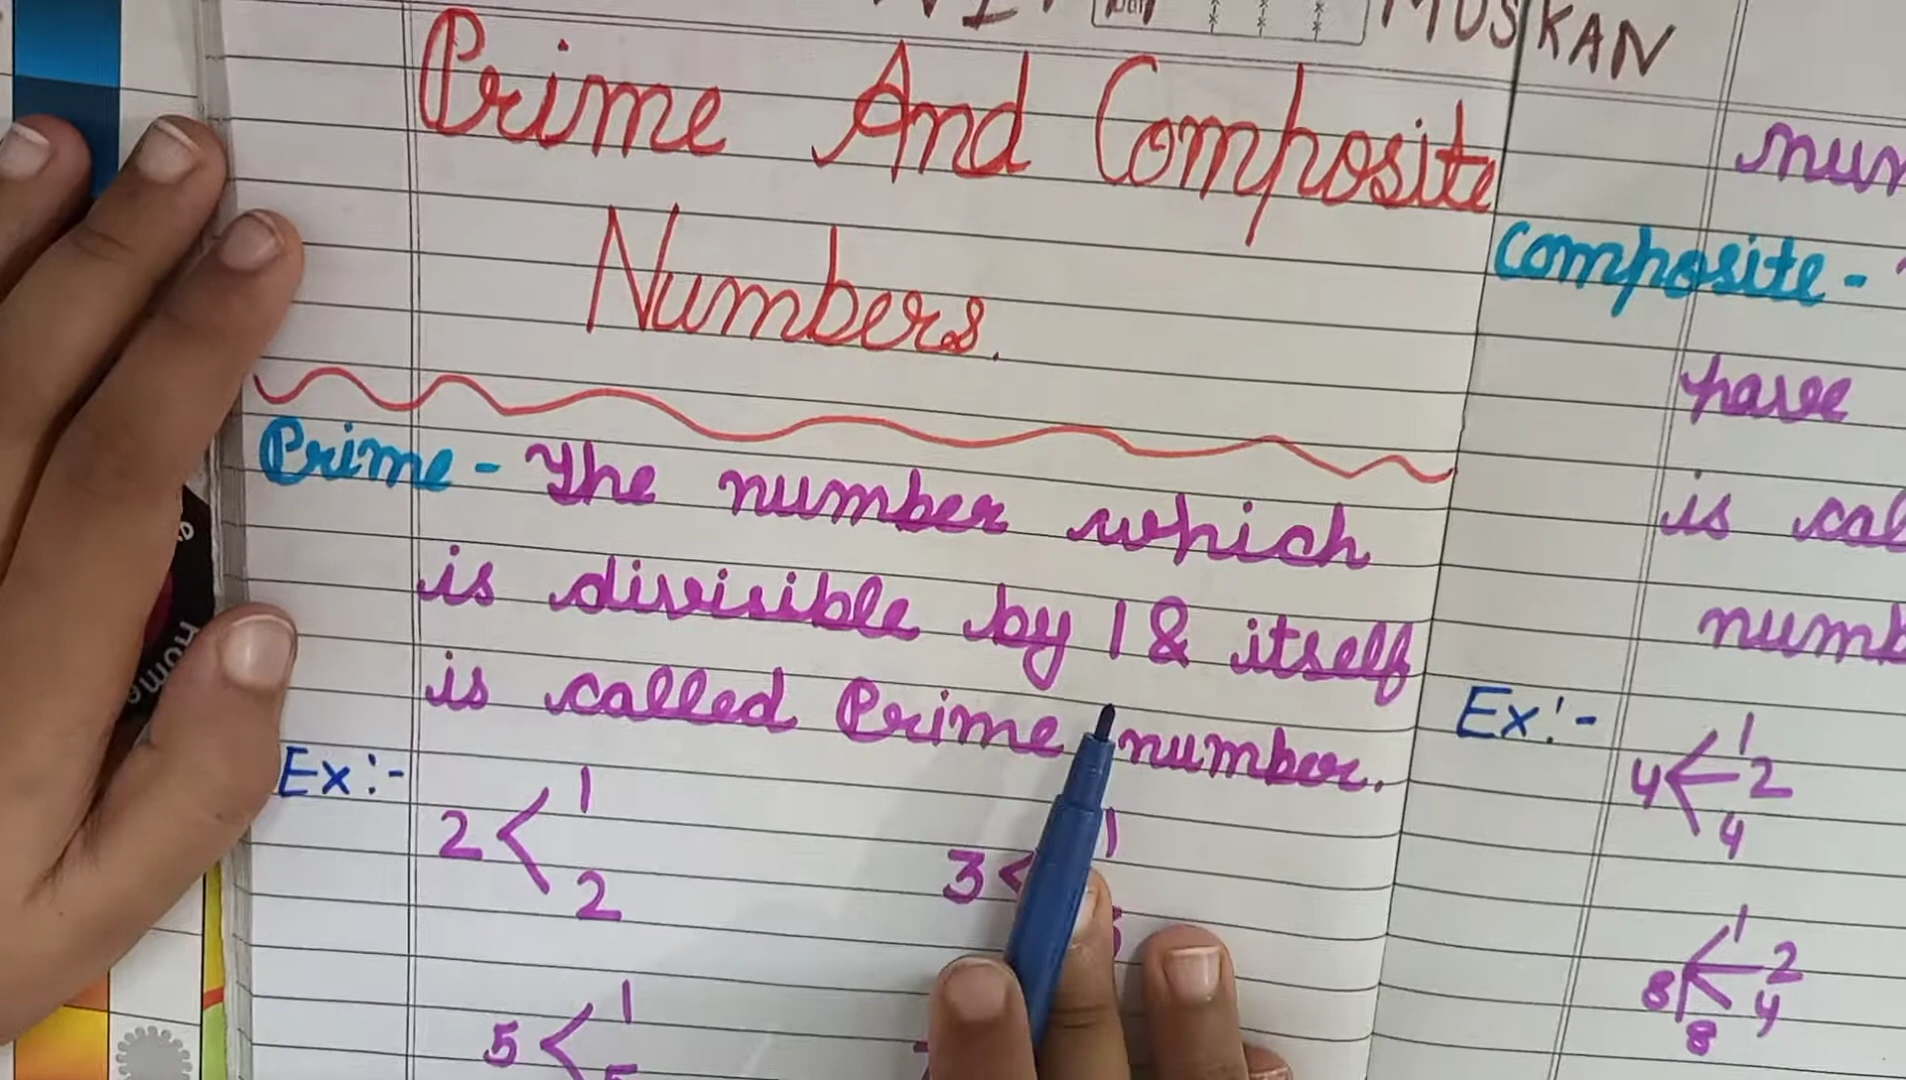 MUSKAN
Prime And Composite
Numbers.
Prime - The number which
is divisible by 1 & itself
is called Prime number.
Ex:-
2 < 1
2
3 < 1
5 < 1
Composite -
have
is
Ex:-
4 < 1
2
4
8 1
2
4
8